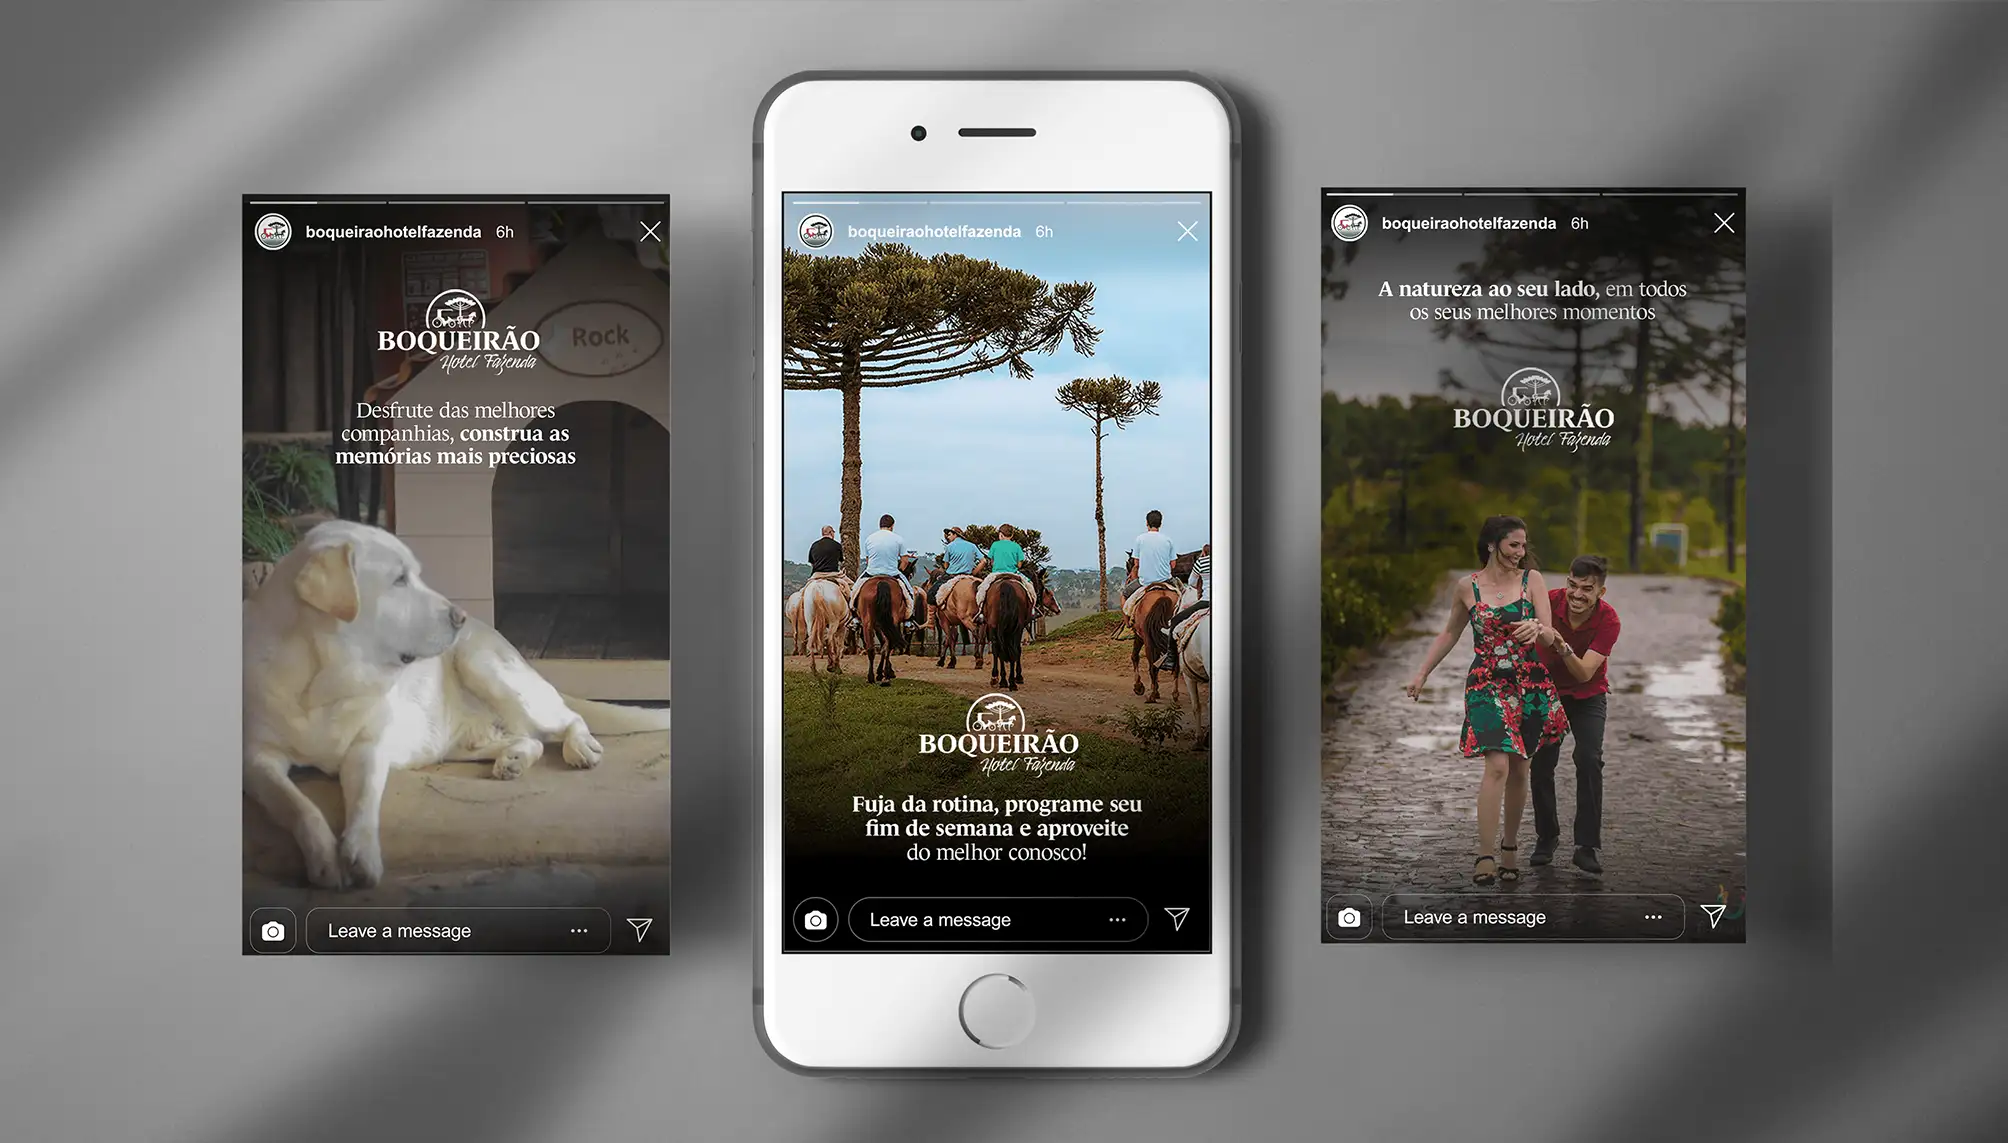 boqueiraohotelfazenda 6h
Rock
BOQUEIRÃO
Hotel Fazenda
Desfrute das melhores
companhias, construa as
memórias mais preciosas
Leave a message
boqueiraohotelfazenda 6h
BOQUEIRÃO
Hotel Fazenda
Fuja da rotina, programe seu
fim de semana e aproveite
do melhor conosco!
Leave a message
boqueiraohotelfazenda 6h
A natureza ao seu lado, em todos
os seus melhores momentos
BOQUEIRÃO
Hotel Fazenda
Leave a message